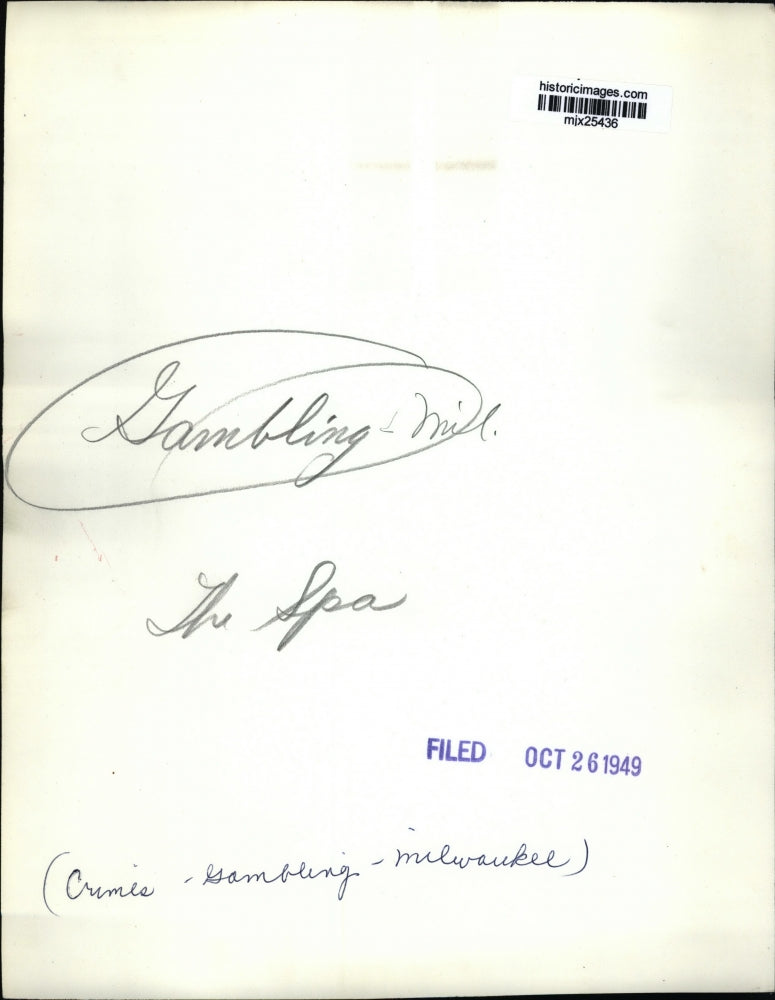 historicimages.com
mjx25436
Gambling - Mil.
The Spa
FILED OCT 26 1949
(Crimes - Gambling - Milwaukee)